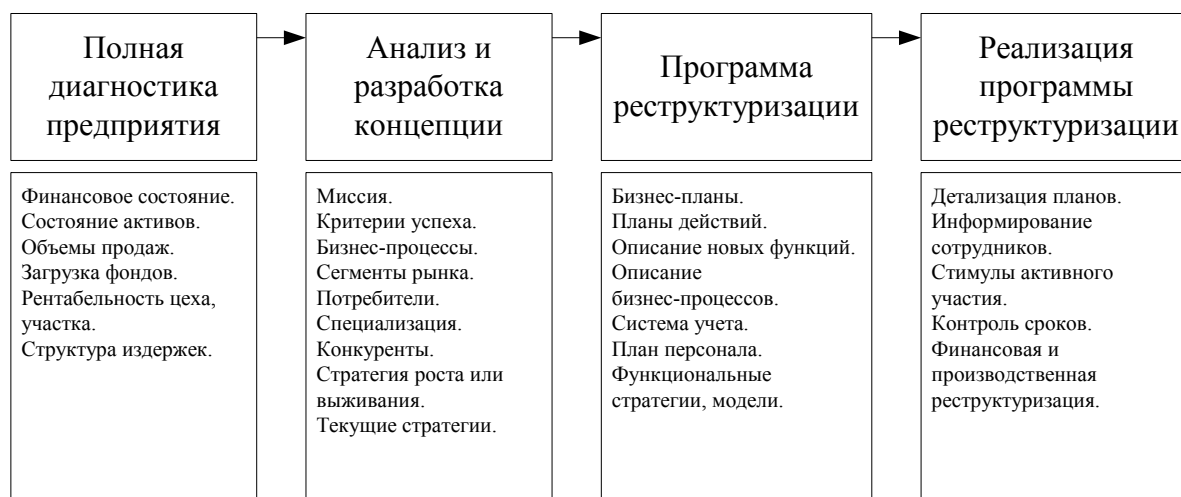 Полная
диагностика
предприятия
Анализ и
разработка
концепции
Программа
реструктуризации
Реализация
программы
реструктуризации
Финансовое состояние.
Состояние активов.
Объемы продаж.
Загрузка фондов.
Рентабельность цеха,
участка.
Структура издержек.
Миссия.
Критерии успеха.
Бизнес-процессы.
Сегменты рынка.
Потребители.
Специализация.
Конкуренты.
Стратегия роста или
выживания.
Текущие стратегии.
Бизнес-планы.
Планы действий.
Описание новых функций.
Описание
бизнес-процессов.
Система учета.
План персонала.
Функциональные
стратегии, модели.
Детализация планов.
Информирование
сотрудников.
Стимулы активного
участия.
Контроль сроков.
Финансовая и
производственная
реструктуризация.